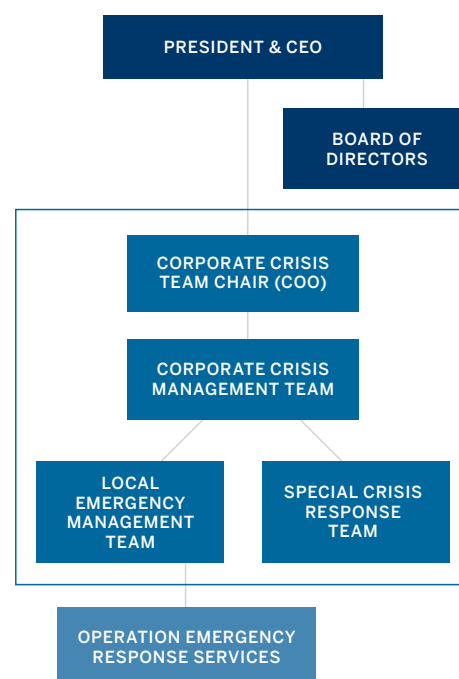 PRESIDENT & CEO
BOARD OF
DIRECTORS
CORPORATE CRISIS
TEAM CHAIR (COO)
CORPORATE CRISIS
MANAGEMENT TEAM
LOCAL
EMERGENCY
MANAGEMENT
TEAM
SPECIAL CRISIS
RESPONSE
TEAM
OPERATION EMERGENCY
RESPONSE SERVICES